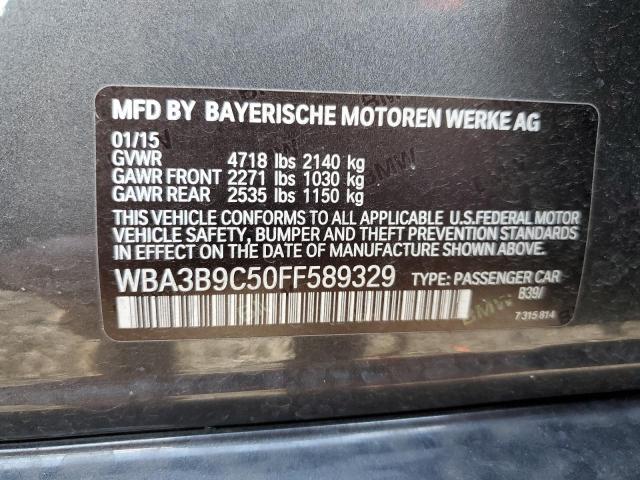 MFD BY BAYERISCHE MOTOREN WERKE AG
01/15
GVWR 4718 lbs 2140 kg
GAWR FRONT 2271 lbs 1030 kg
GAWR REAR 2535 lbs 1150 kg
THIS VEHICLE CONFORMS TO ALL APPLICABLE U.S.FEDERAL MOTOR
VEHICLE SAFETY, BUMPER AND THEFT PREVENTION STANDARDS
IN EFFECT ON THE DATE OF MANUFACTURE SHOWN ABOVE.
WBA3B9C50FF589329 TYPE: PASSENGER CAR
B39/
7 315 814